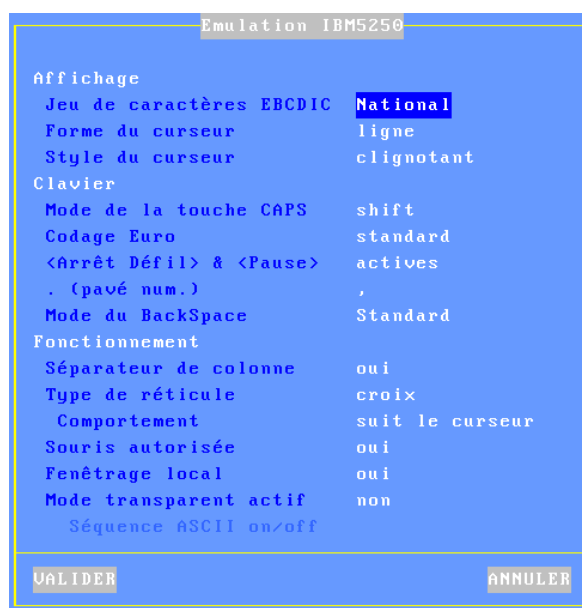 Emulation IBM5250
Affichage
Jeu de caractères EBCDIC National
Forme du curseur ligne
Style du curseur clignotant
Clavier
Mode de la touche CAPS shift
Codage Euro standard
<Arrêt Défil> & <Pause> actives
. (pavé num.) ,
Mode du BackSpace Standard
Fonctionnement
Séparateur de colonne oui
Type de réticule croix
Comportement suit le curseur
Souris autorisée oui
Fenêtrage local oui
Mode transparent actif non
Séquence ASCII on/off
VALIDER ANNULER